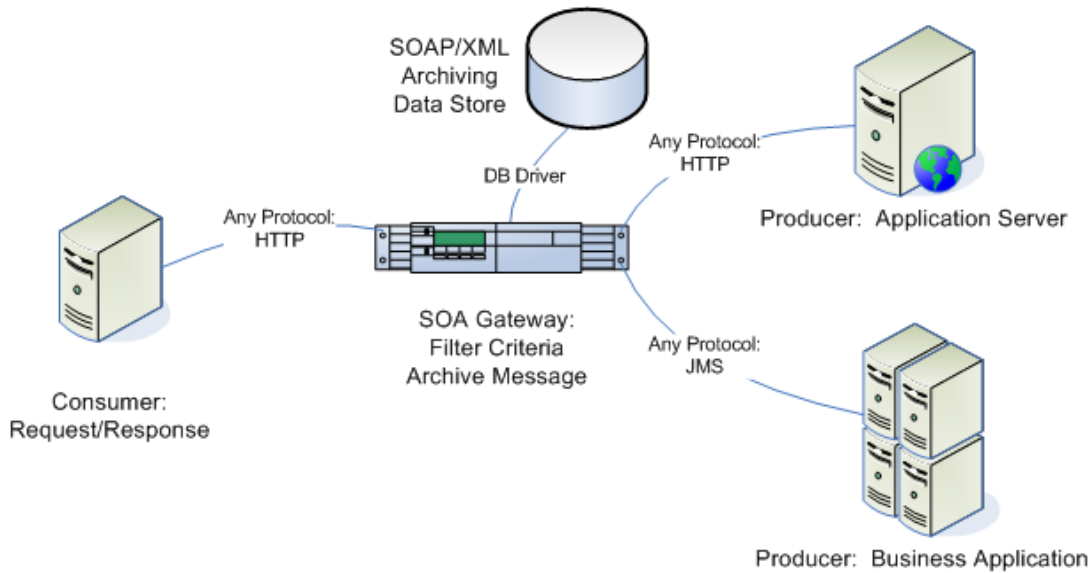 SOAP/XML
Archiving
Data Store
DB Driver
Any Protocol:
HTTP
Producer: Application Server
Any Protocol:
HTTP
SOA Gateway:
Filter Criteria
Archive Message
Any Protocol:
JMS
Consumer:
Request/Response
Producer: Business Application